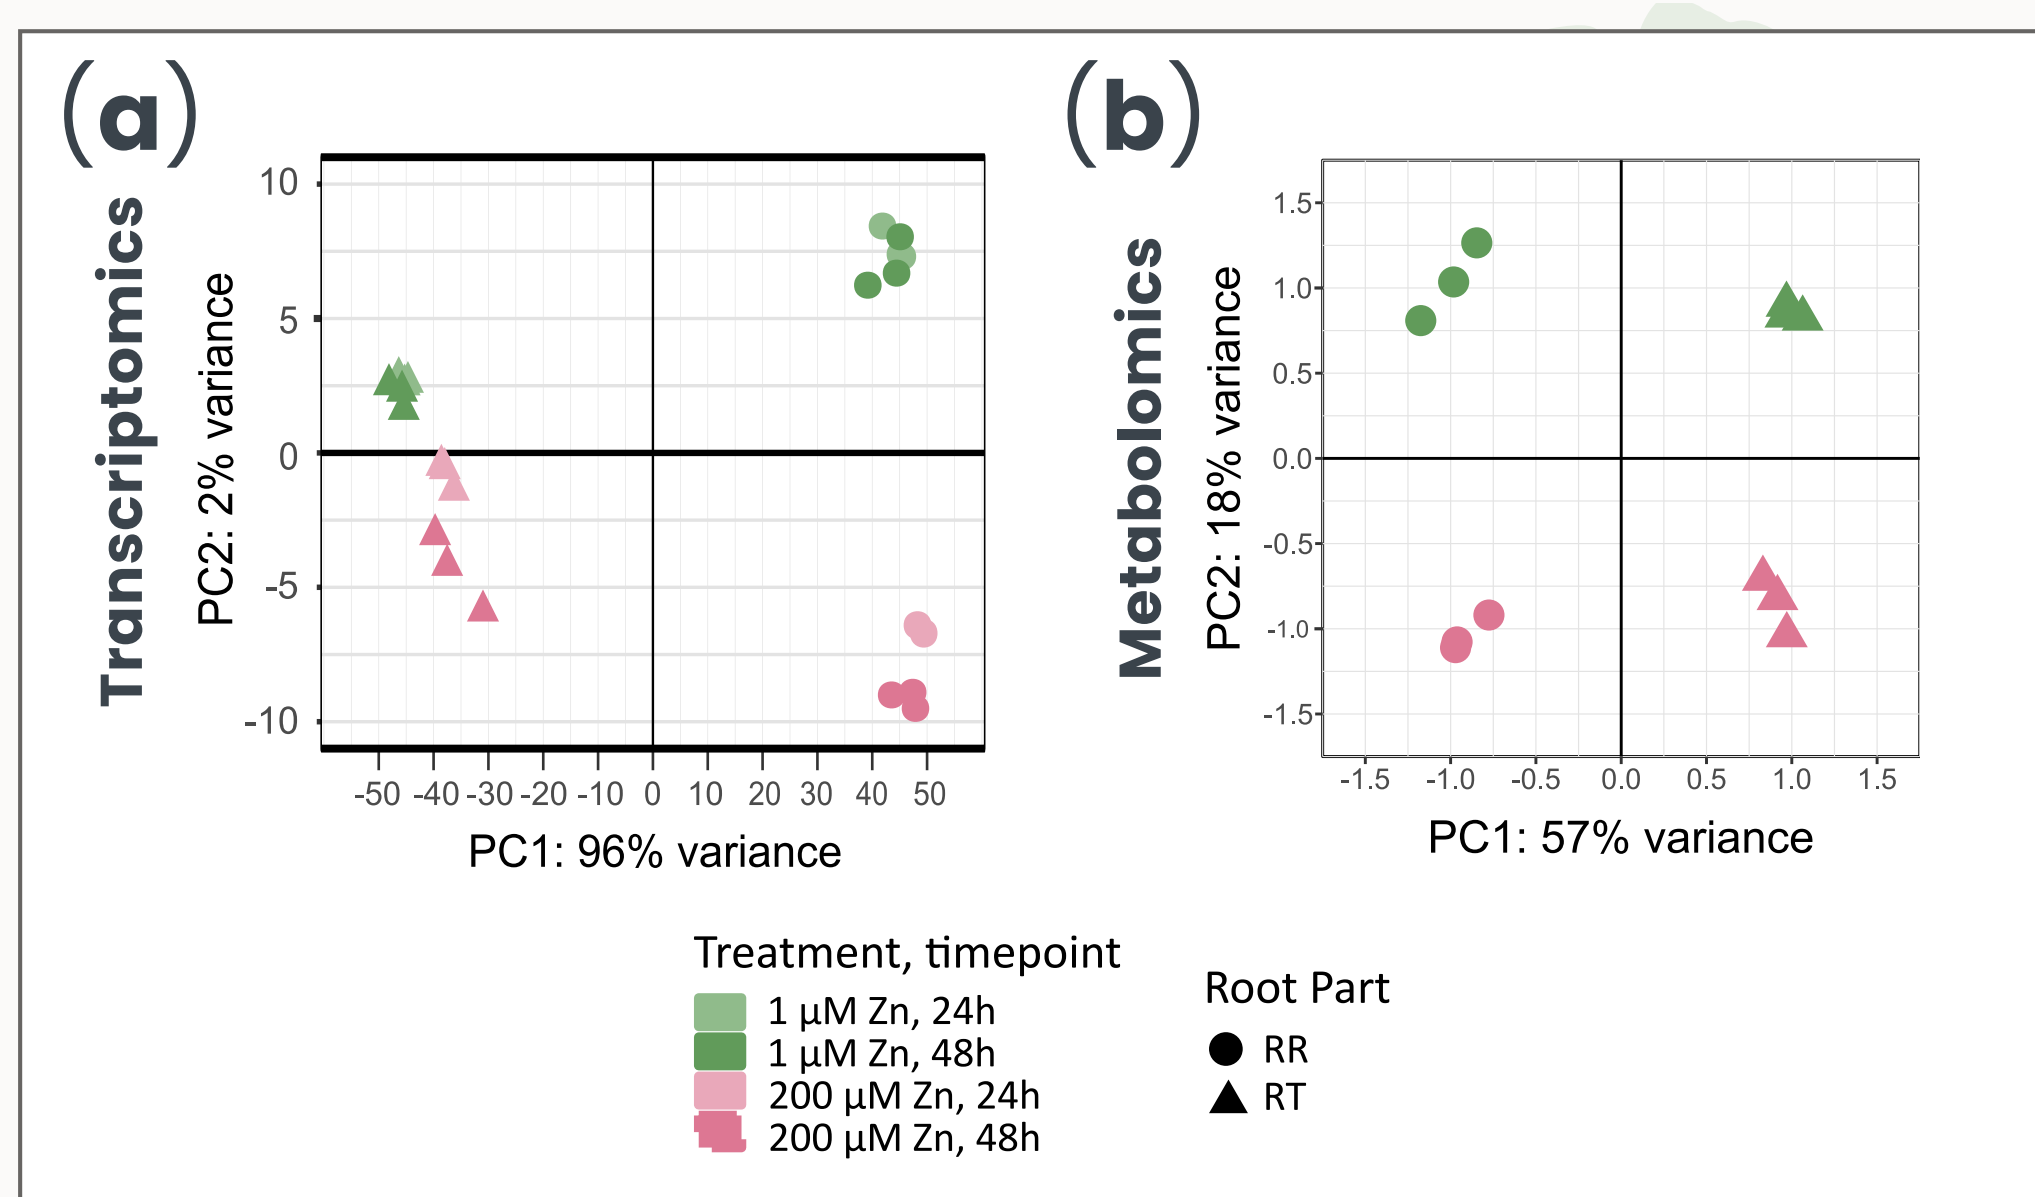 (a)
Transcriptomics
PC2: 2% variance
10
5
0
-5
-10
-50 -40 -30 -20 -10 0 10 20 30 40 50
PC1: 96% variance
(b)
Metabolomics
PC2: 18% variance
1.5
1.0
0.5
0.0
-0.5
-1.0
-1.5
-1.5 -1.0 -0.5 0.0 0.5 1.0 1.5
PC1: 57% variance
Treatment, timepoint
1 µM Zn, 24h
1 µM Zn, 48h
200 µM Zn, 24h
200 µM Zn, 48h
Root Part
RR
RT